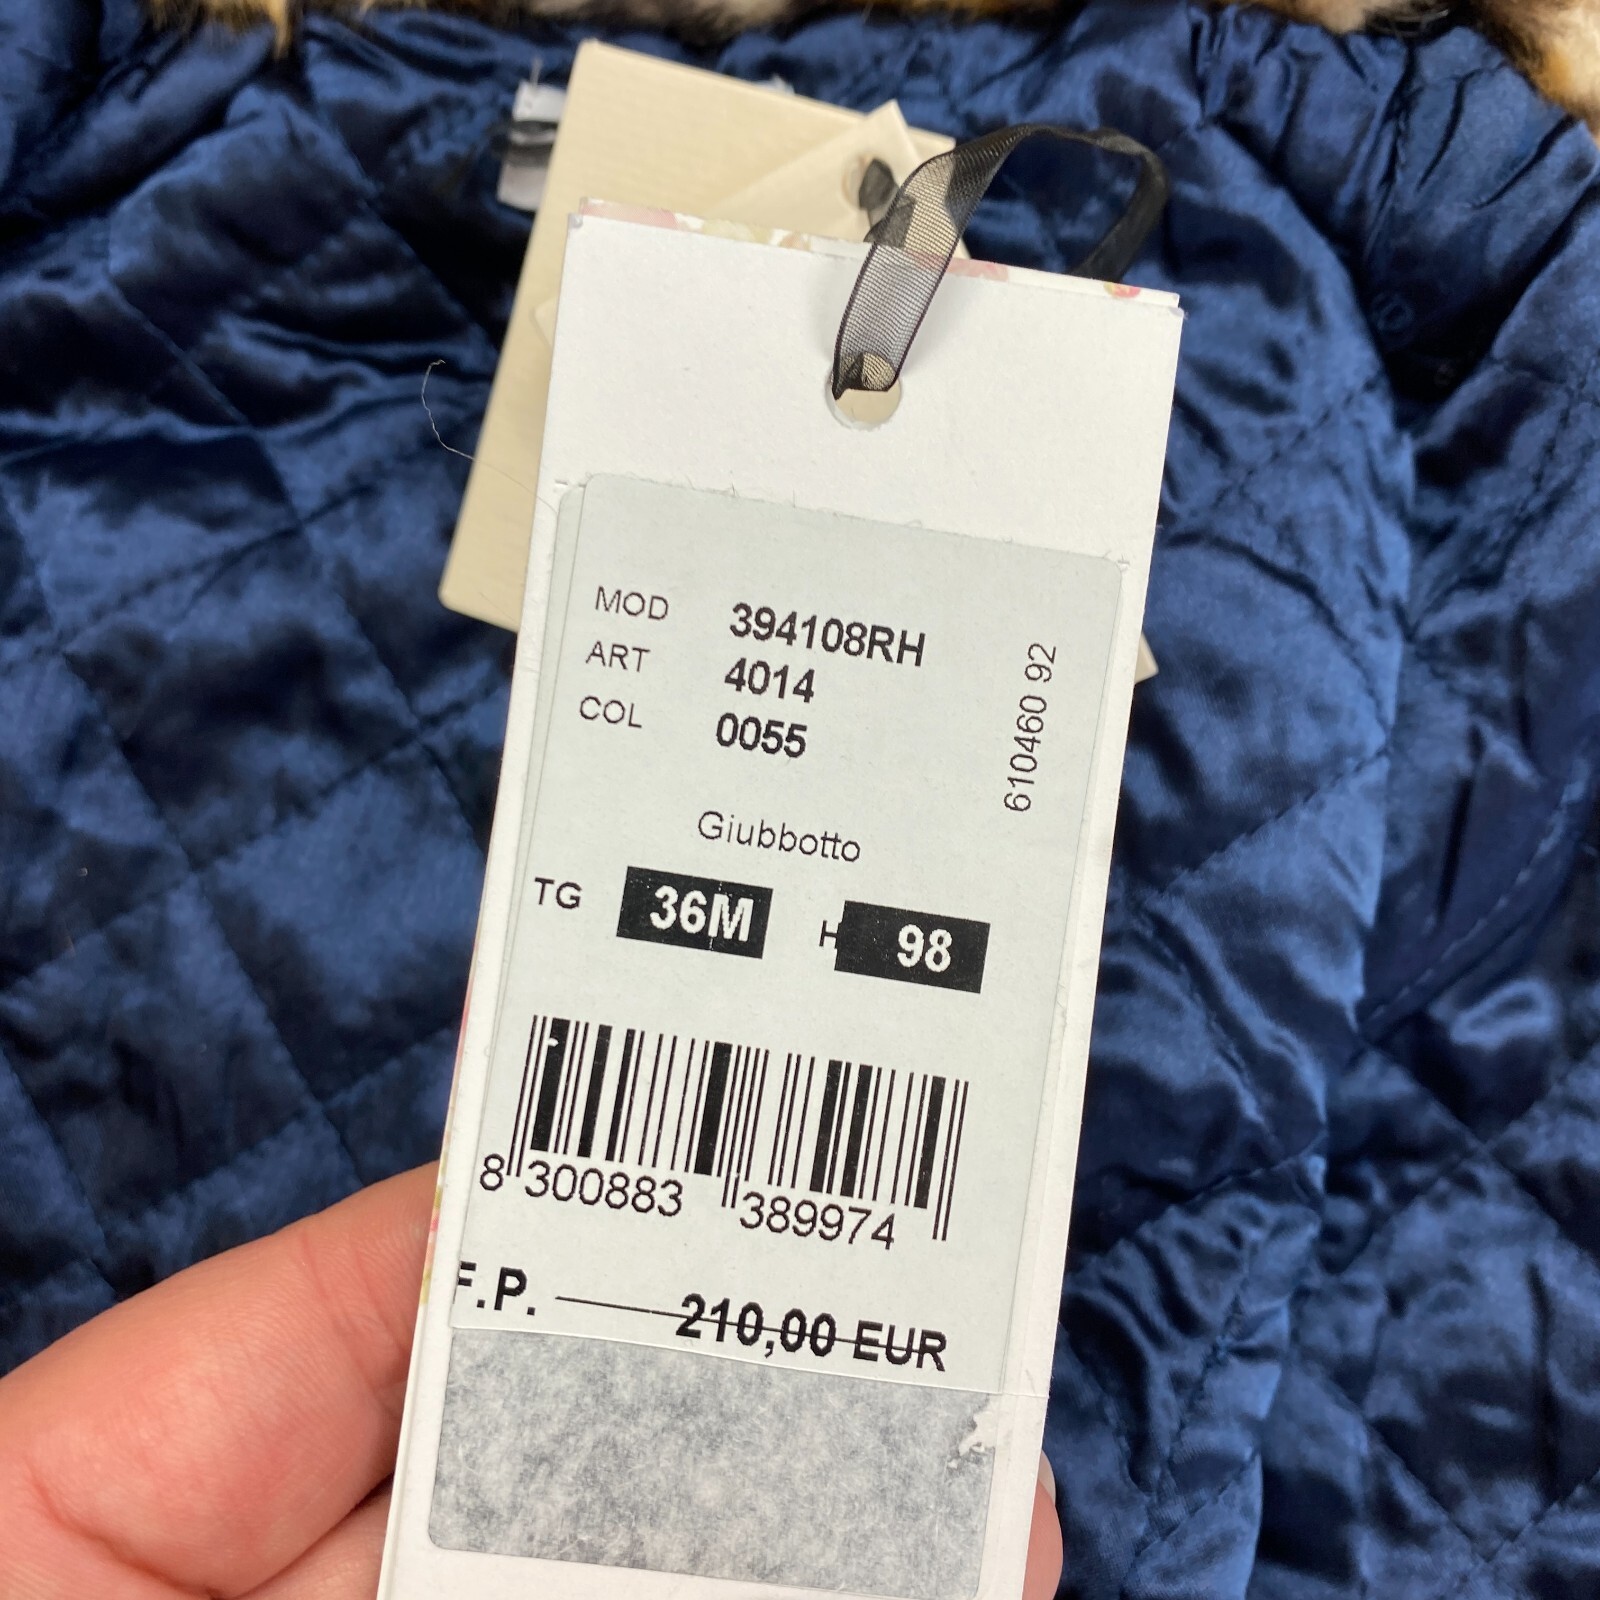 MOD 394108RH
ART 4014
COL 0055
610460 92
Giubbotto
TG 36M H 98
8 300883 389974
F.P. 210,00 EUR